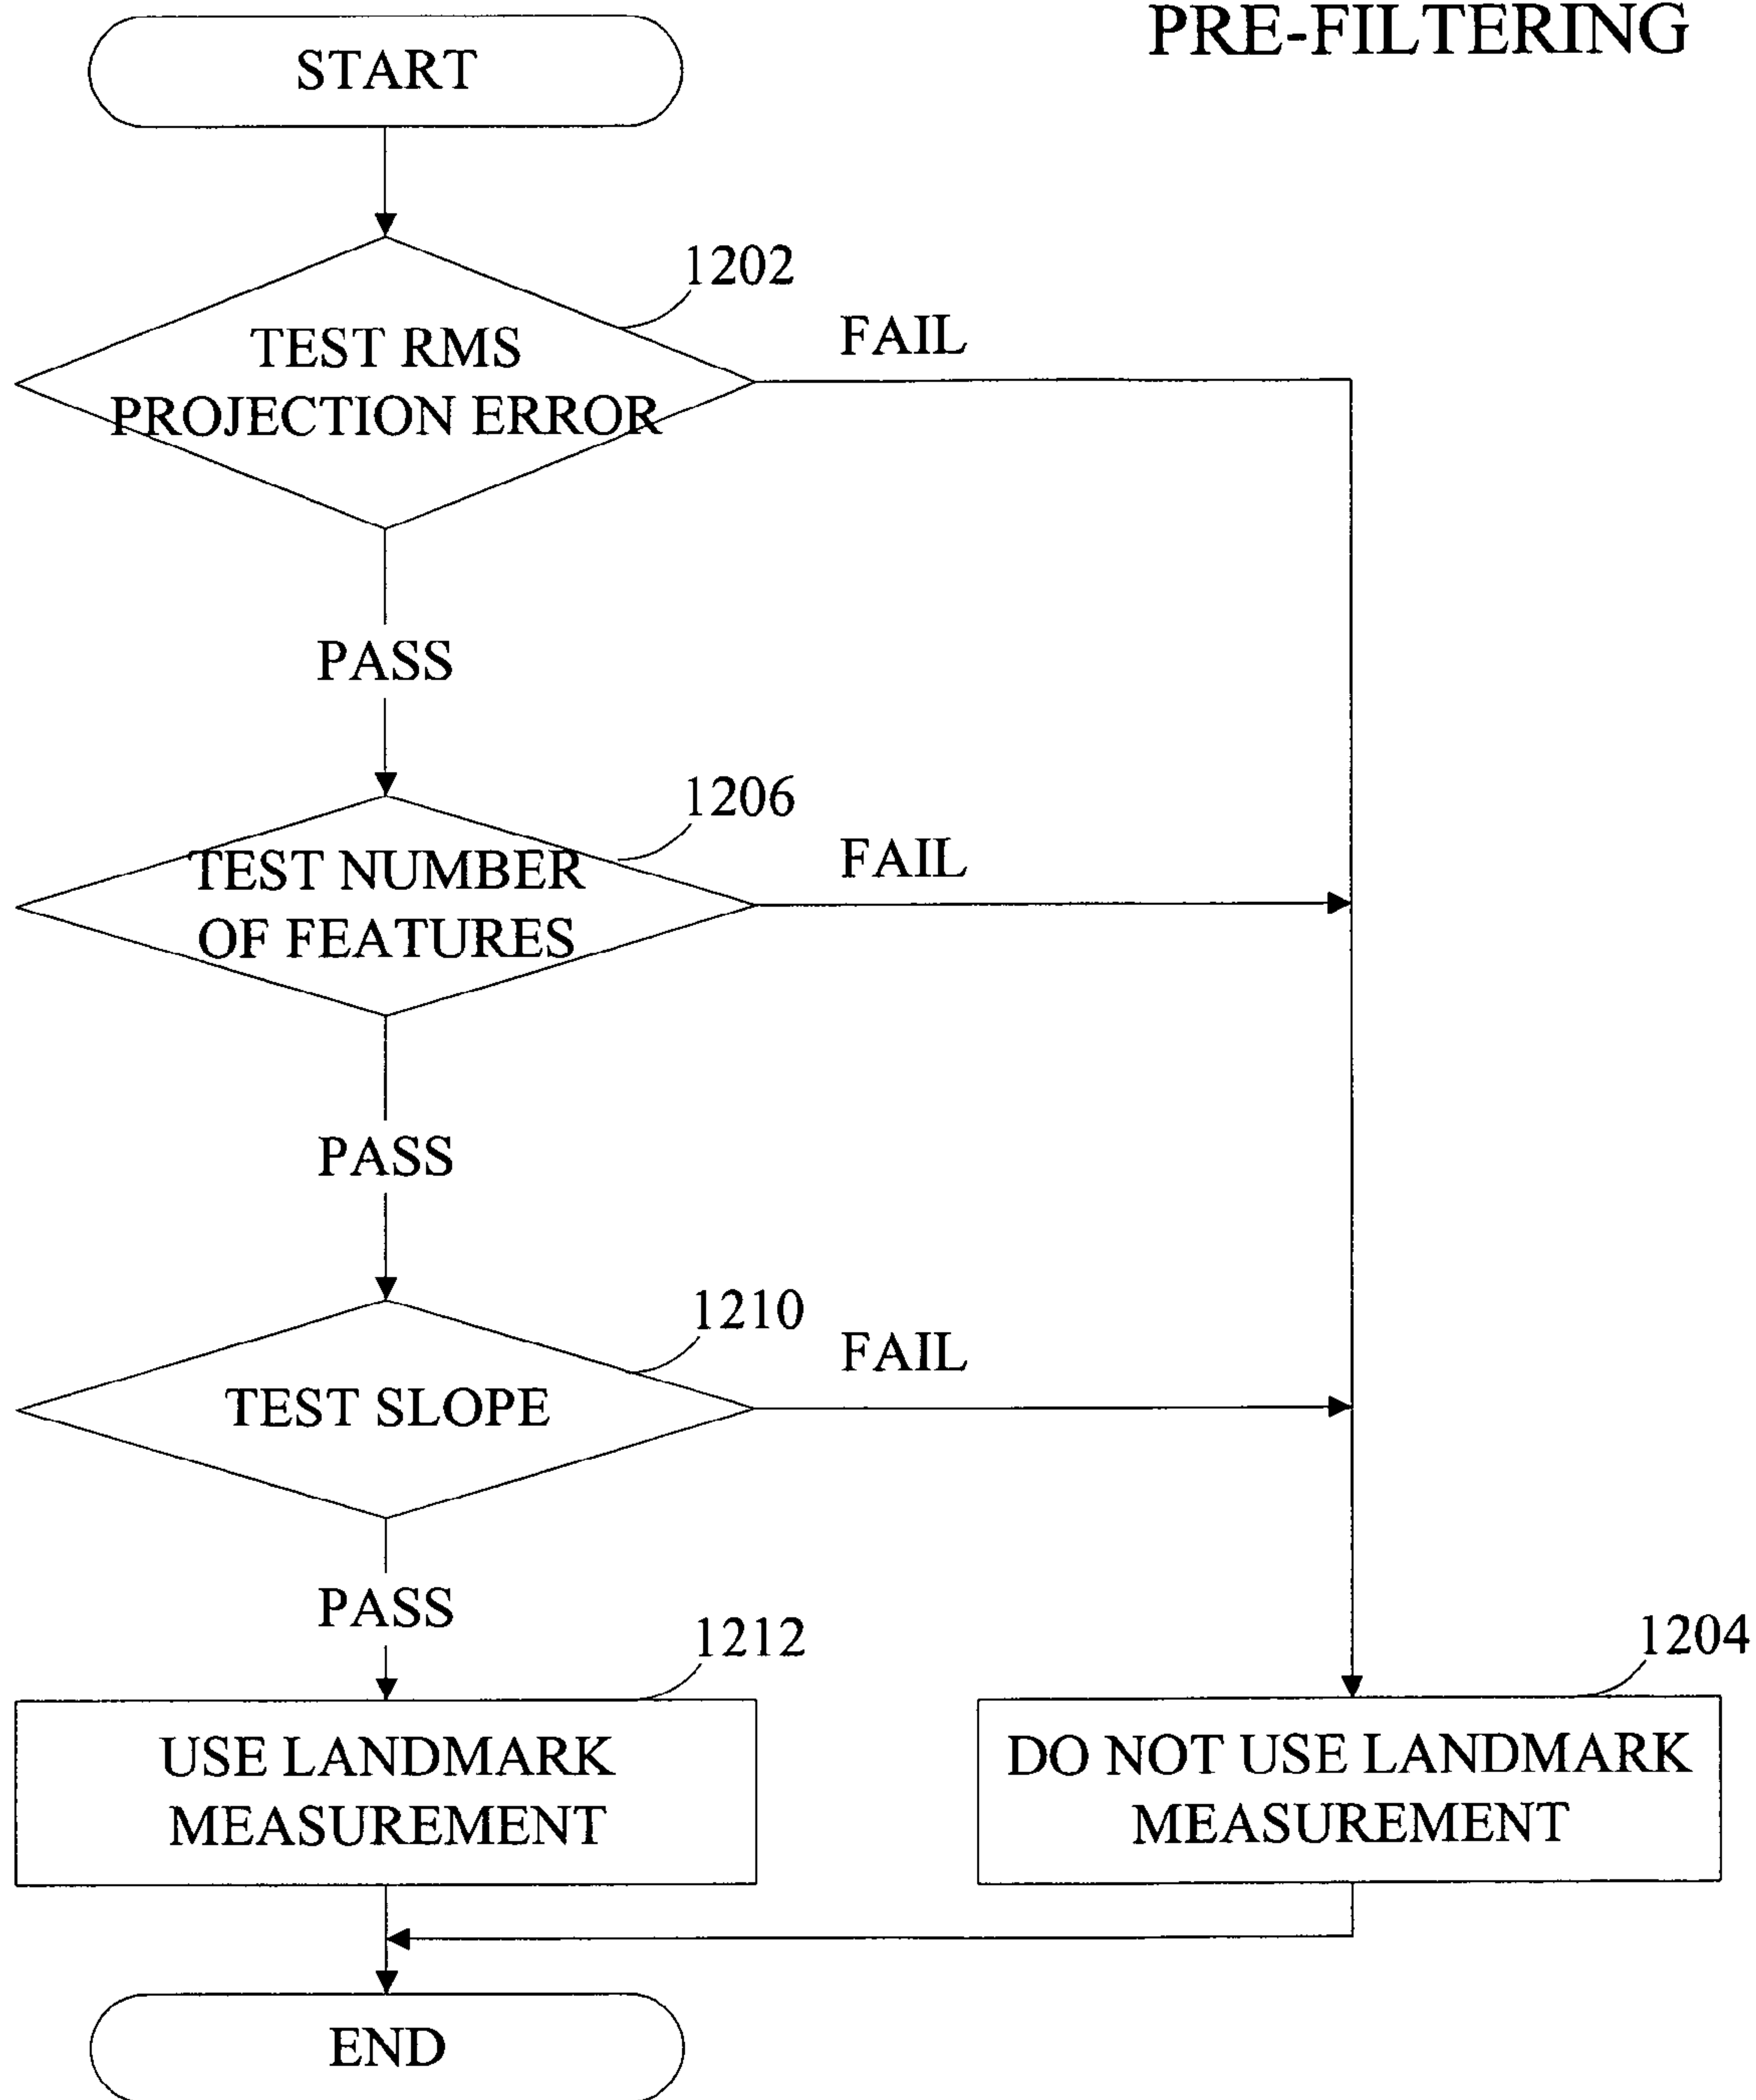 PRE-FILTERING
START
1202
TEST RMS
PROJECTION ERROR
FAIL
PASS
1206
TEST NUMBER
OF FEATURES
FAIL
PASS
1210
TEST SLOPE
FAIL
PASS
1212
USE LANDMARK
MEASUREMENT
1204
DO NOT USE LANDMARK
MEASUREMENT
END